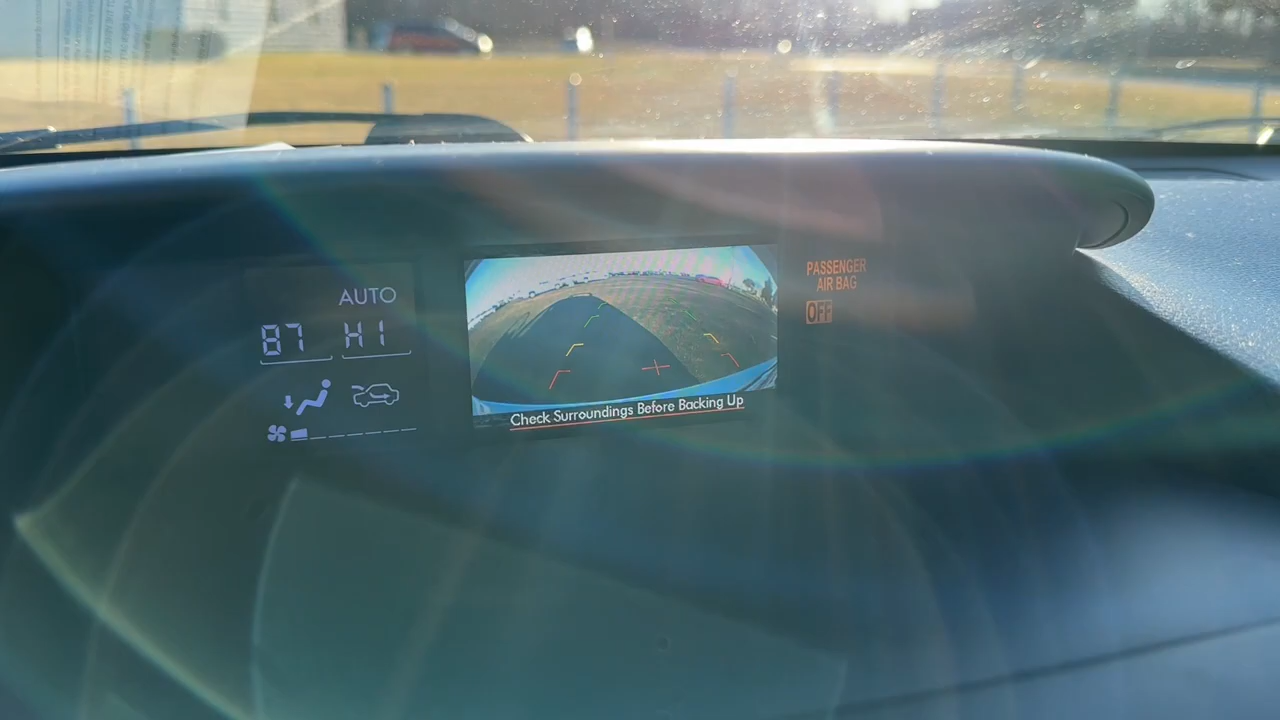 AUTO
87 HI
PASSENGER
AIR BAG
OFF
Check Surroundings Before Backing Up